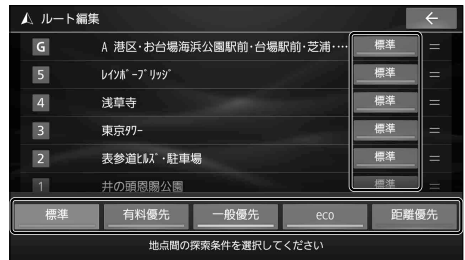 ルート編集
G A 港区･お台場海浜公園駅前･台場駅前･芝浦･… 標準
5 ﾚｲﾝﾎﾞｰﾌﾞﾘｯｼﾞ 標準
4 浅草寺 標準
3 東京ﾀﾜｰ 標準
2 表参道ﾋﾙｽﾞ･駐車場 標準
1 井の頭恩賜公園 標準
標準 有料優先 一般優先 eco 距離優先
地点間の探索条件を選択してください